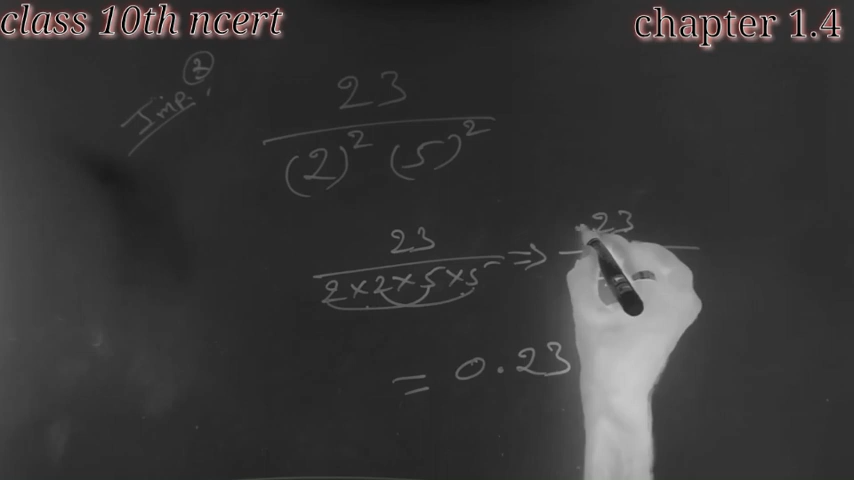 class 10th ncert
chapter 1.4
Imp. 3
23
(2)² (5)²
23 ⇒ 23
2×2×5×5
= 0.23